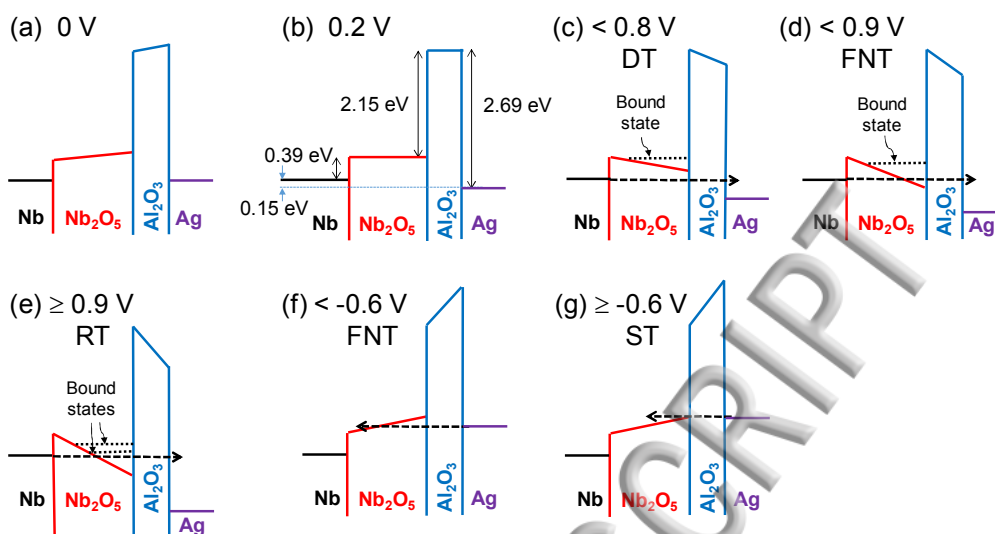 (a) 0 V
Nb
Nb₂O₅
Al₂O₃
Ag
(b) 0.2 V
2.15 eV
2.69 eV
0.39 eV
0.15 eV
Nb
Nb₂O₅
Al₂O₃
Ag
(c) < 0.8 V
DT
Bound
state
Nb
Nb₂O₅
Al₂O₃
Ag
(d) < 0.9 V
FNT
Bound
state
Nb
Nb₂O₅
Al₂O₃
Ag
(e) ≥ 0.9 V
RT
Bound
states
Nb
Nb₂O₅
Al₂O₃
Ag
(f) < -0.6 V
FNT
Nb
Nb₂O₅
Al₂O₃
Ag
(g) ≥ -0.6 V
ST
Nb
Nb₂O₅
Al₂O₃
Ag
SCRIPT